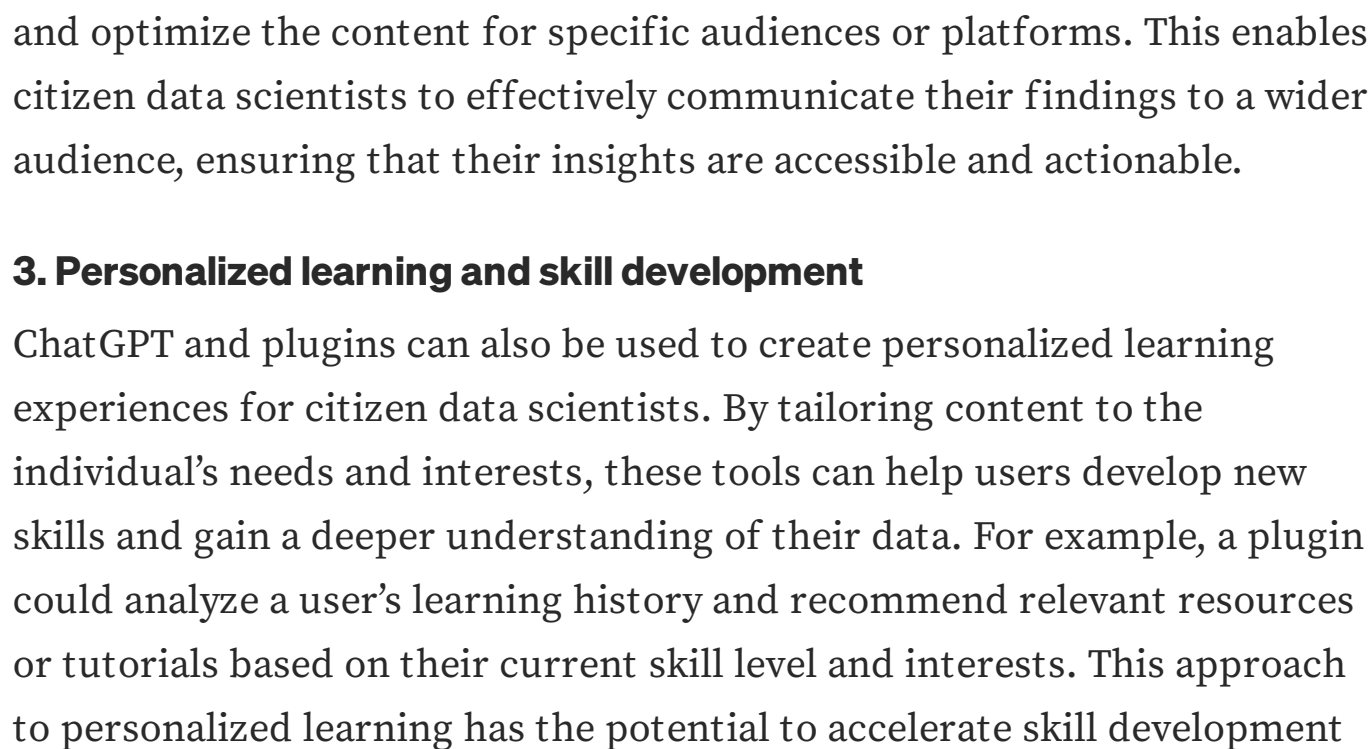 and optimize the content for specific audiences or platforms. This enables
citizen data scientists to effectively communicate their findings to a wider
audience, ensuring that their insights are accessible and actionable.
3. Personalized learning and skill development
ChatGPT and plugins can also be used to create personalized learning
experiences for citizen data scientists. By tailoring content to the
individual’s needs and interests, these tools can help users develop new
skills and gain a deeper understanding of their data. For example, a plugin
could analyze a user’s learning history and recommend relevant resources
or tutorials based on their current skill level and interests. This approach
to personalized learning has the potential to accelerate skill development